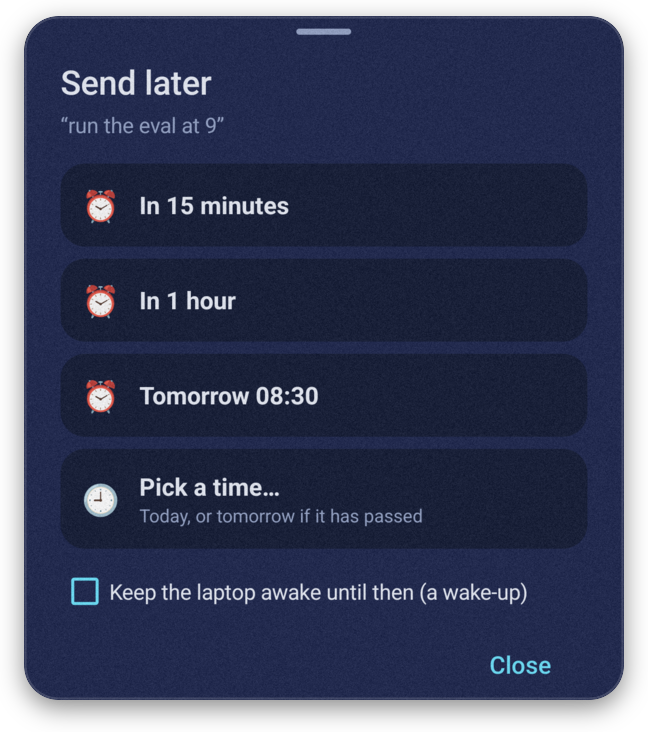 Send later
“run the eval at 9”
In 15 minutes
In 1 hour
Tomorrow 08:30
Pick a time…
Today, or tomorrow if it has passed
Keep the laptop awake until then (a wake-up)
Close